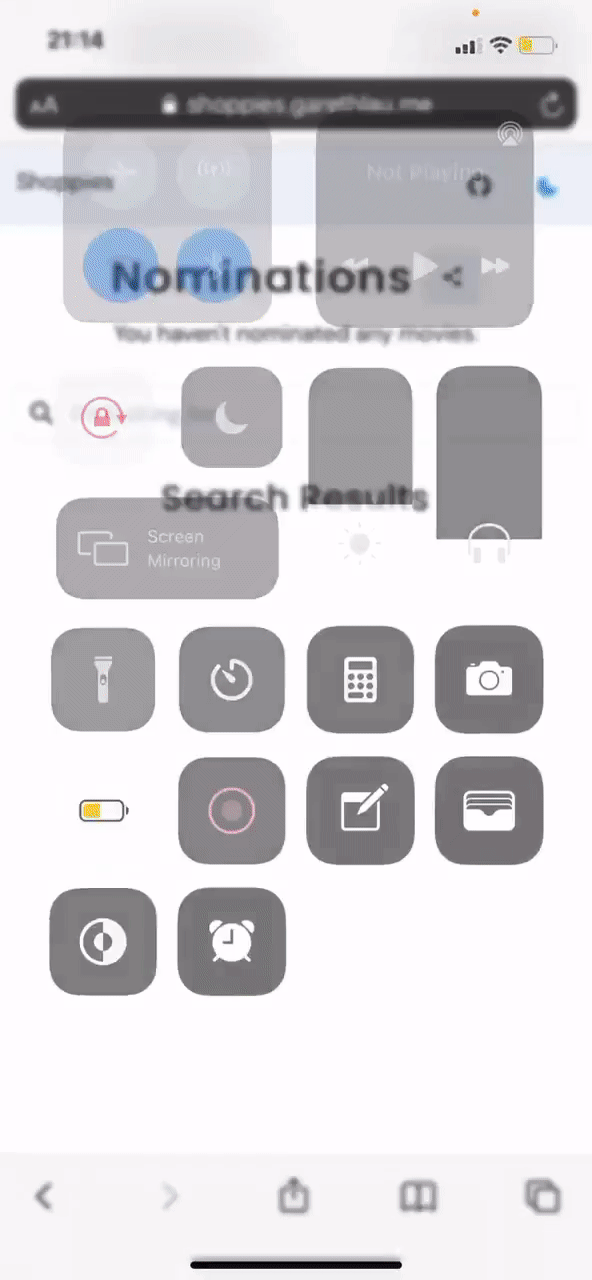 21:14
AA shoppies.garethlau.me
Shoppies
Not Playing
Nominations
You haven't nominated any movies.
Search Results
Screen
Mirroring